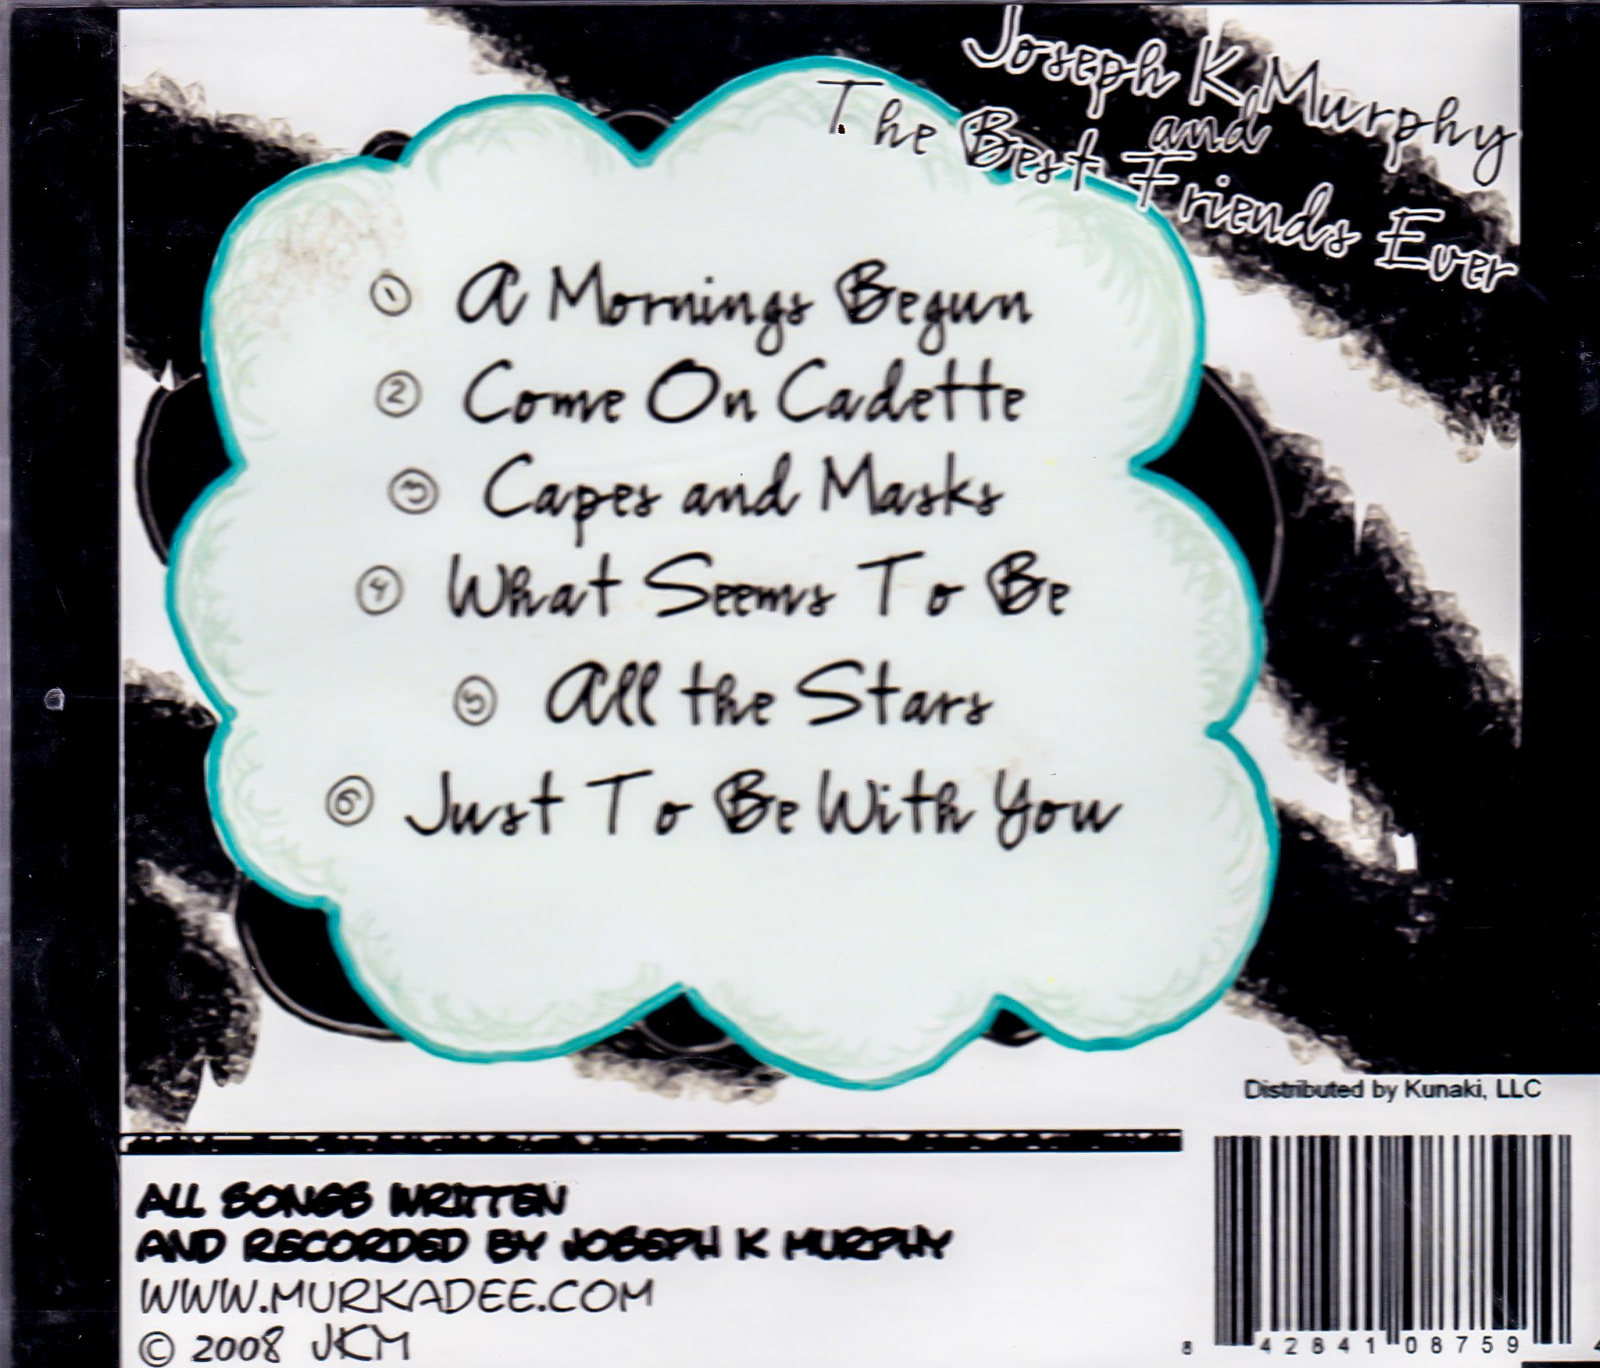 Joseph K Murphy
and
The Best Friends Ever
1 A Mornings Begun
2 Come On Cadette
3 Capes and Masks
4 What Seems To Be
5 All the Stars
6 Just To Be With You
Distributed by Kunaki, LLC
ALL SONGS WRITTEN
AND RECORDED BY JOSEPH K MURPHY
WWW.MURKADEE.COM
© 2008 JKM
8 42841 08759